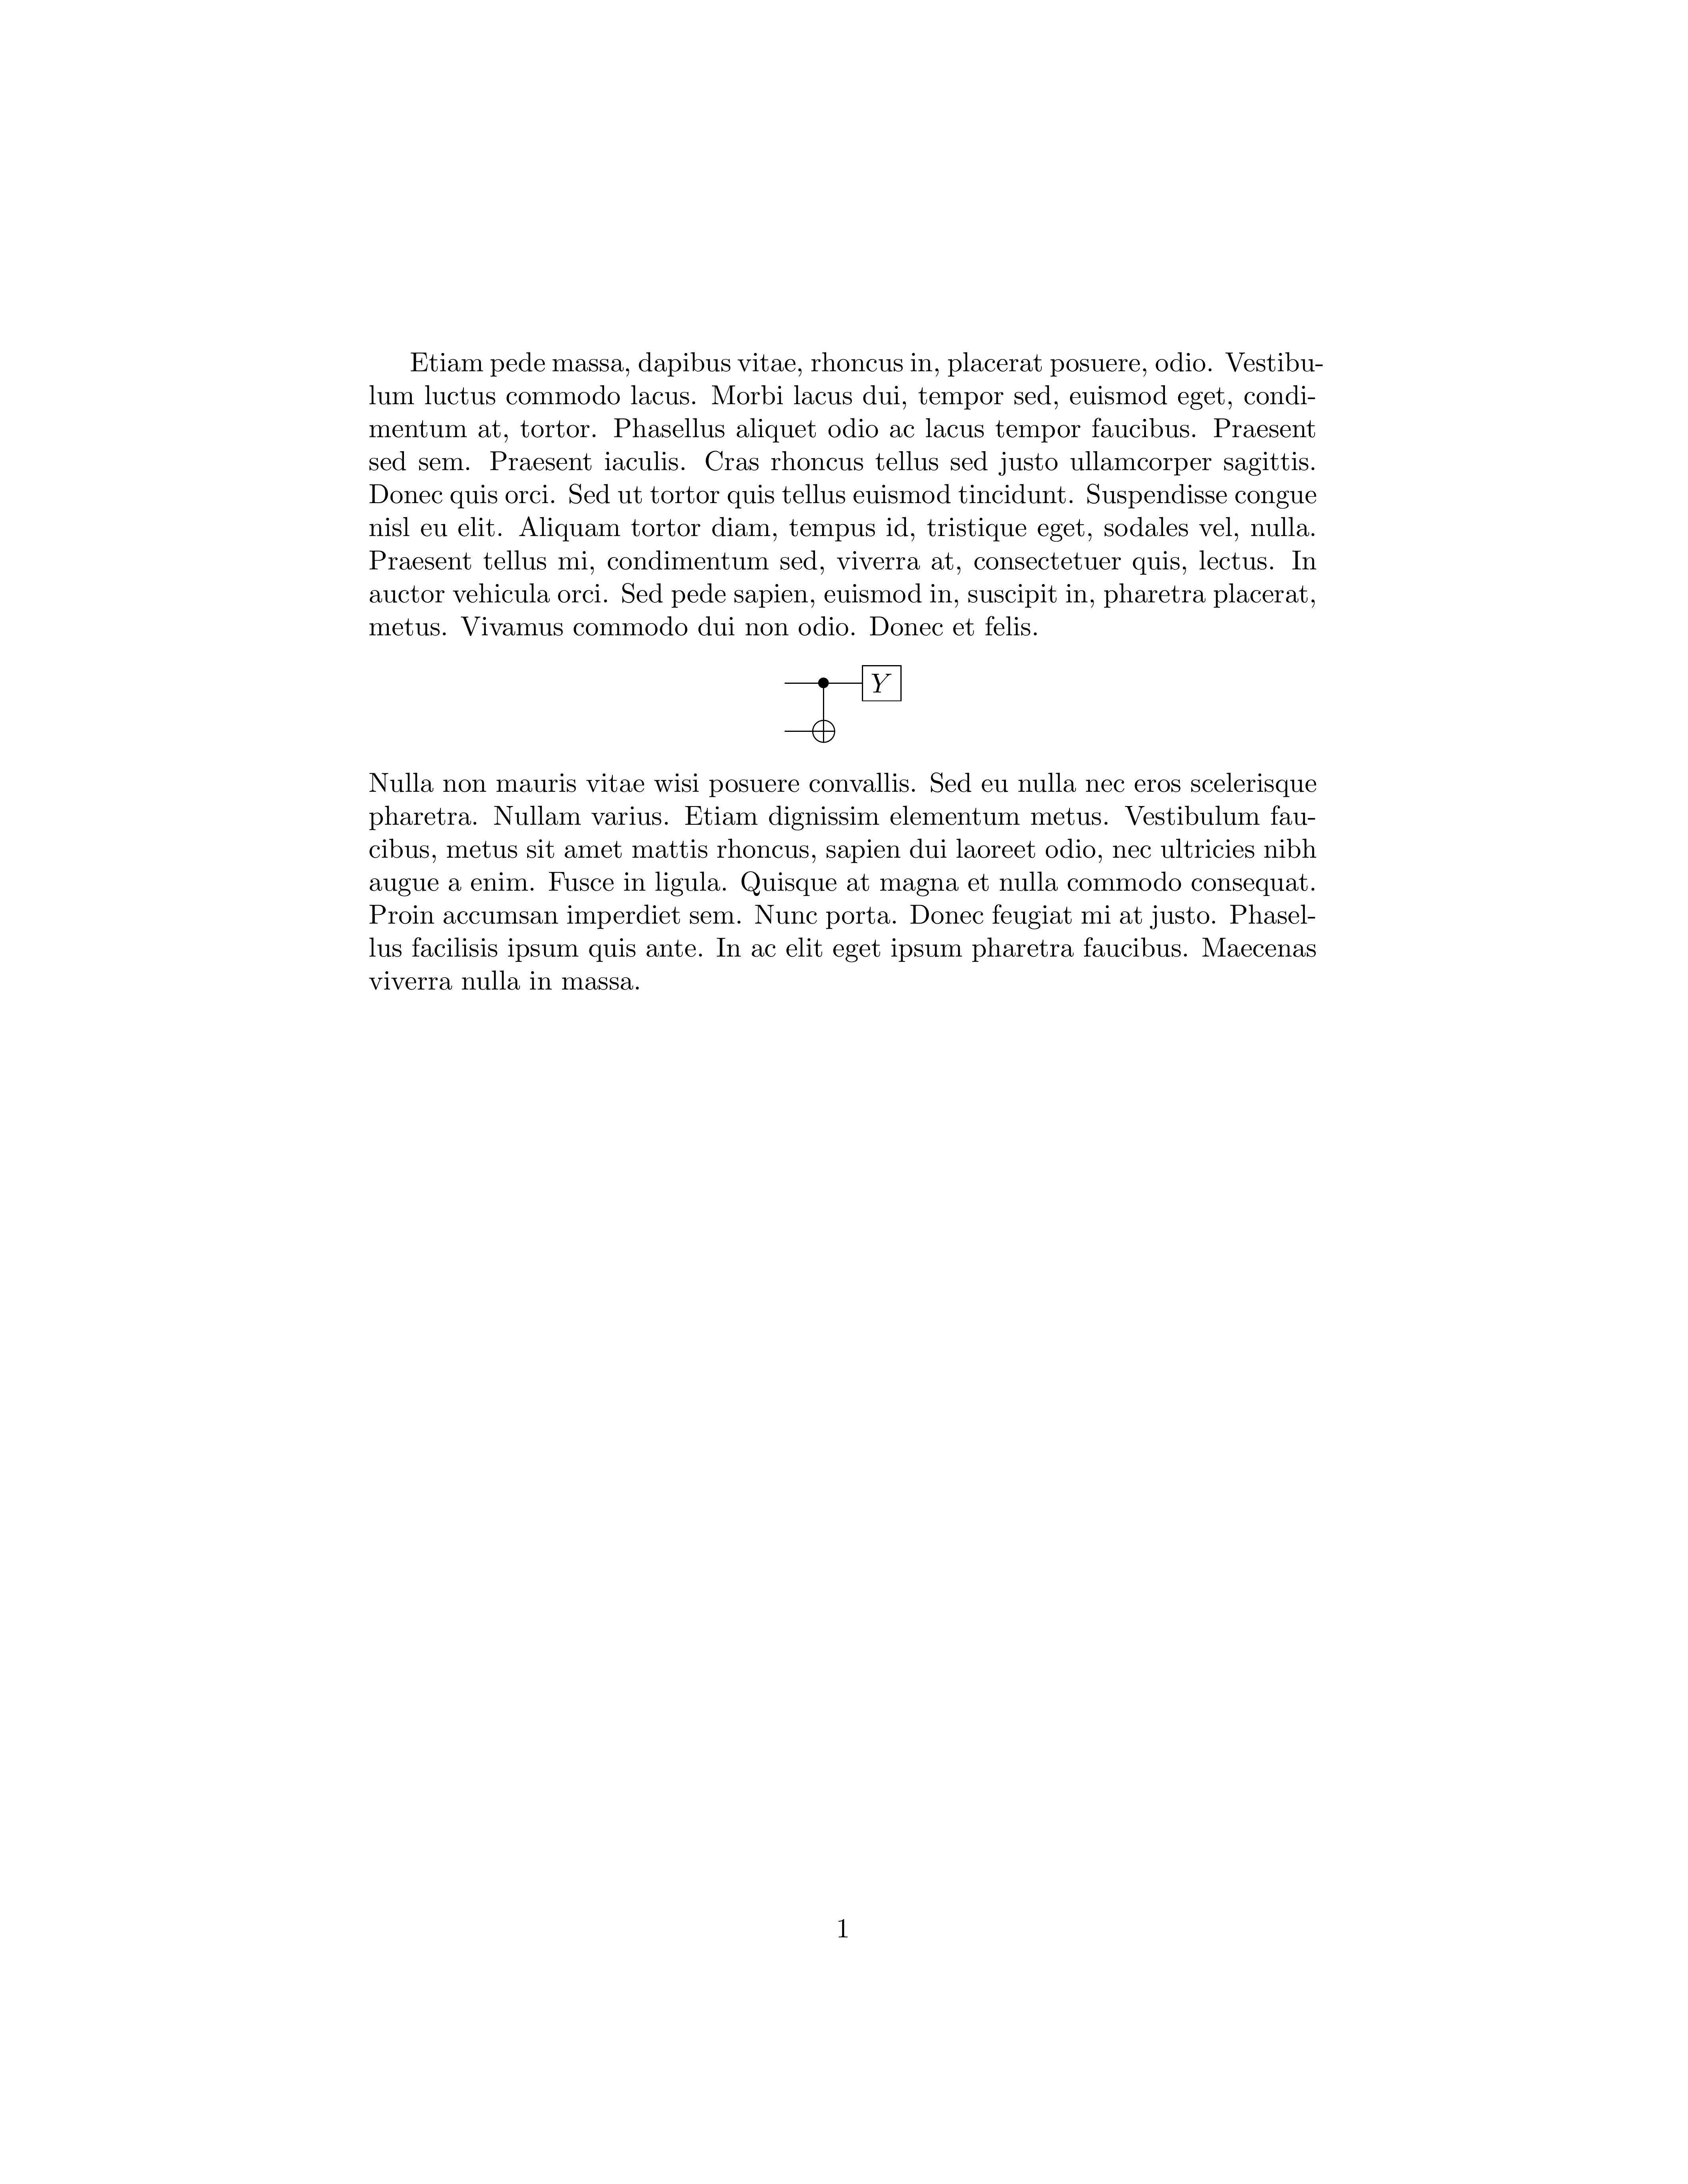 Etiam pede massa, dapibus vitae, rhoncus in, placerat posuere, odio. Vestibu-
lum luctus commodo lacus. Morbi lacus dui, tempor sed, euismod eget, condi-
mentum at, tortor. Phasellus aliquet odio ac lacus tempor faucibus. Praesent
sed sem. Praesent iaculis. Cras rhoncus tellus sed justo ullamcorper sagittis.
Donec quis orci. Sed ut tortor quis tellus euismod tincidunt. Suspendisse congue
nisl eu elit. Aliquam tortor diam, tempus id, tristique eget, sodales vel, nulla.
Praesent tellus mi, condimentum sed, viverra at, consectetuer quis, lectus. In
auctor vehicula orci. Sed pede sapien, euismod in, suscipit in, pharetra placerat,
metus. Vivamus commodo dui non odio. Donec et felis.
Y
Nulla non mauris vitae wisi posuere convallis. Sed eu nulla nec eros scelerisque
pharetra. Nullam varius. Etiam dignissim elementum metus. Vestibulum fau-
cibus, metus sit amet mattis rhoncus, sapien dui laoreet odio, nec ultricies nibh
augue a enim. Fusce in ligula. Quisque at magna et nulla commodo consequat.
Proin accumsan imperdiet sem. Nunc porta. Donec feugiat mi at justo. Phasel-
lus facilisis ipsum quis ante. In ac elit eget ipsum pharetra faucibus. Maecenas
viverra nulla in massa.
1